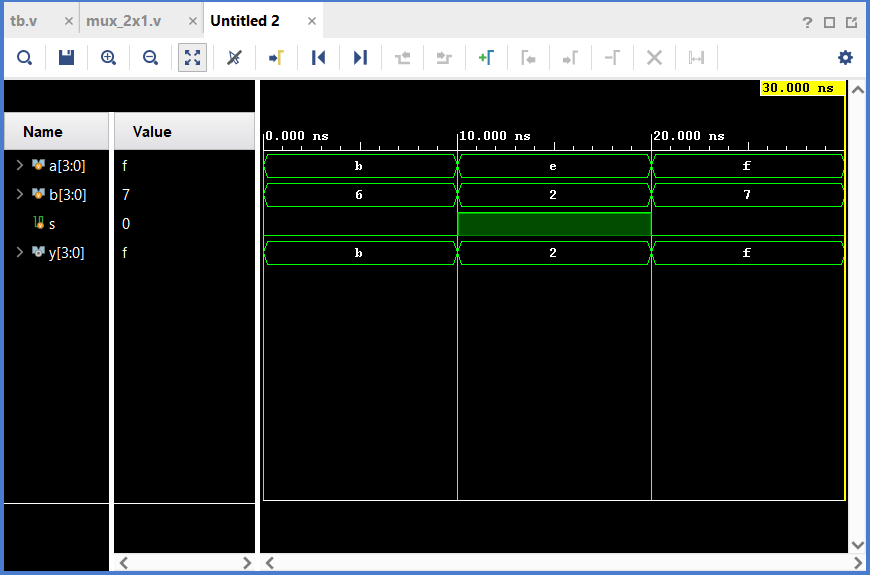 tb.v × mux_2x1.v × Untitled 2 × ?
30.000 ns
Name Value 0.000 ns 10.000 ns 20.000 ns
a[3:0] f b e f
b[3:0] 7 6 2 7
s 0
y[3:0] f b 2 f